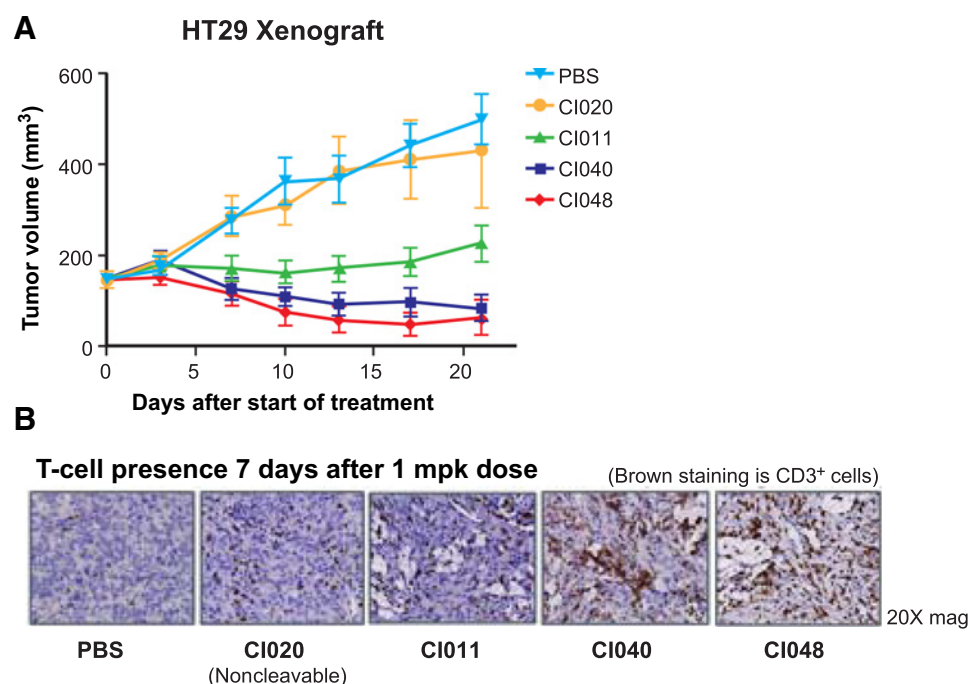 A
HT29 Xenograft
Tumor volume (mm³)
600
400
200
0
0 5 10 15 20
Days after start of treatment
PBS
CI020
CI011
CI040
CI048
B
T-cell presence 7 days after 1 mpk dose
(Brown staining is CD3⁺ cells)
20X mag
PBS CI020 CI011 CI040 CI048
(Noncleavable)